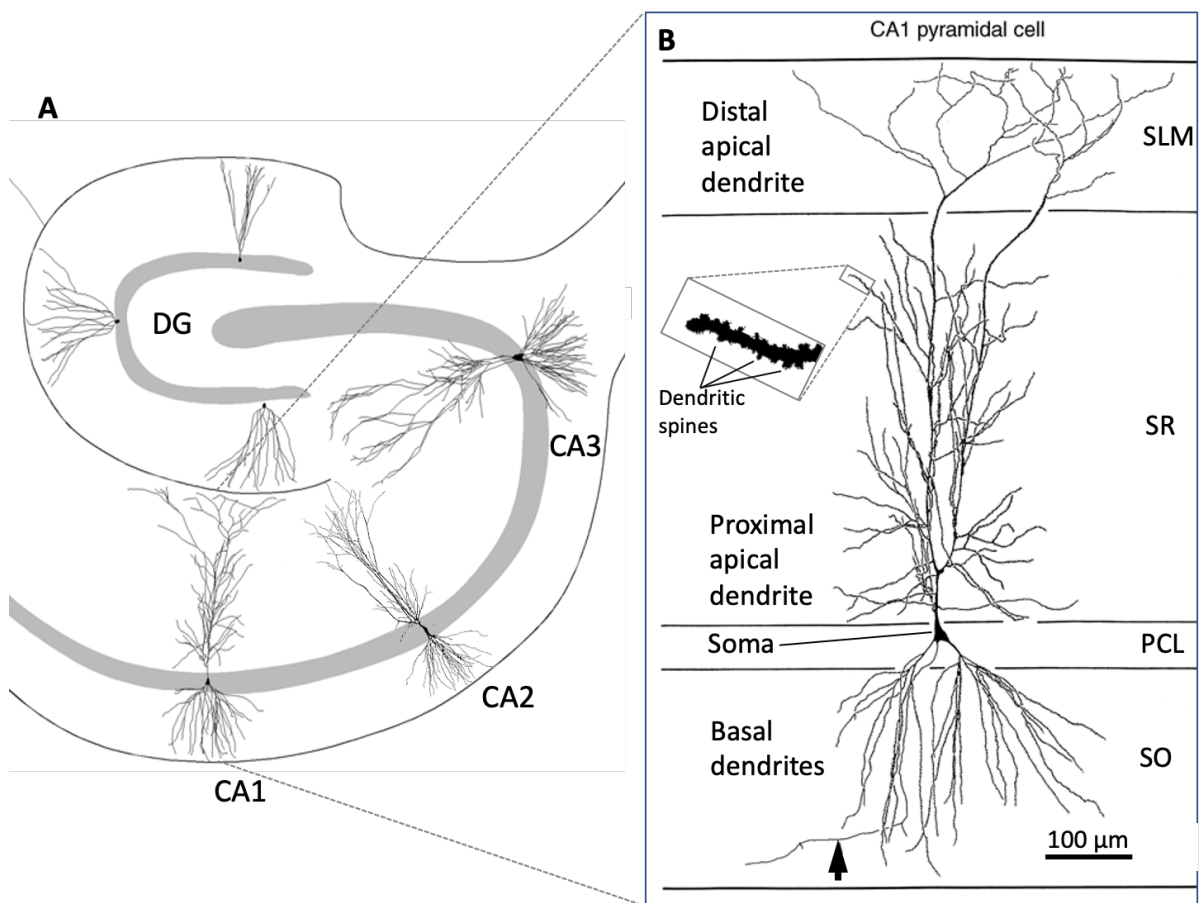 A
DG
CA3
CA2
CA1
B
CA1 pyramidal cell
Distal
apical
dendrite
SLM
Dendritic
spines
SR
Proximal
apical
dendrite
Soma
PCL
Basal
dendrites
SO
100 µm